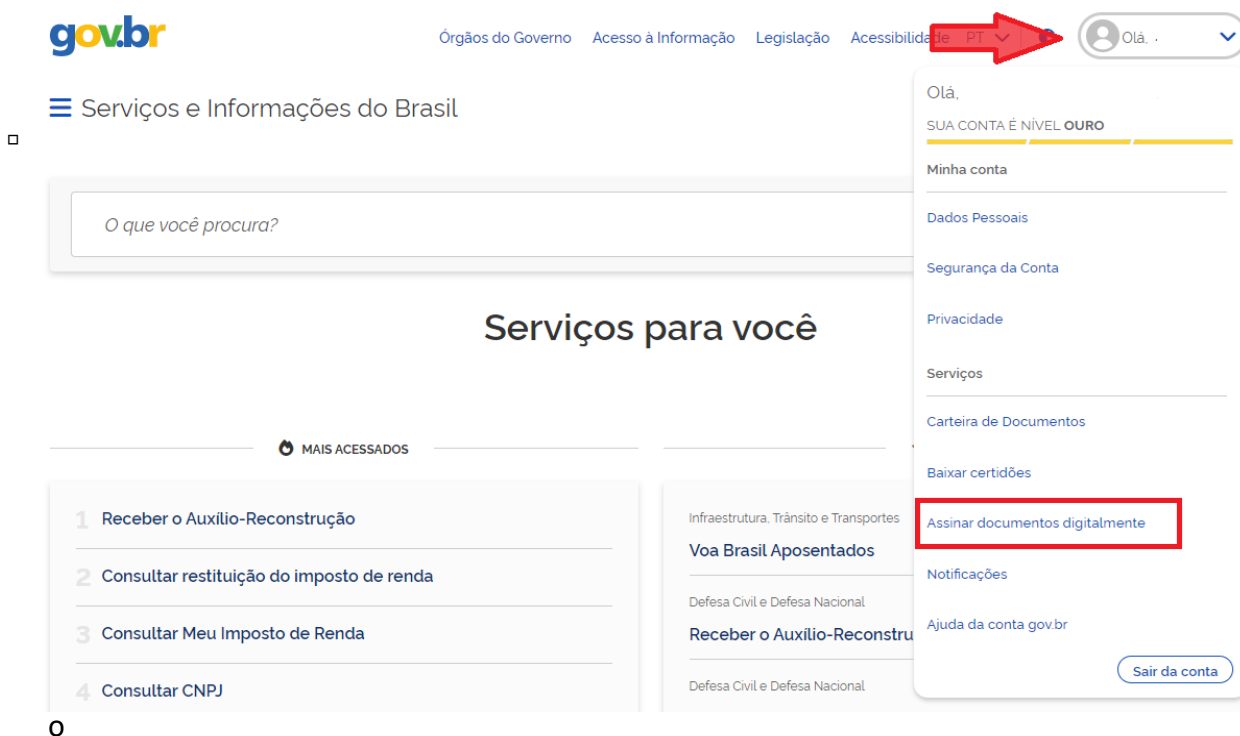 gov.br
Órgãos do Governo Acesso à Informação Legislação Acessibilidade PT Olá,
Serviços e Informações do Brasil
O que você procura?
Serviços para você
MAIS ACESSADOS
1 Receber o Auxílio-Reconstrução
2 Consultar restituição do imposto de renda
3 Consultar Meu Imposto de Renda
4 Consultar CNPJ
Infraestrutura, Trânsito e Transportes
Voa Brasil Aposentados
Defesa Civil e Defesa Nacional
Receber o Auxílio-Reconstru
Defesa Civil e Defesa Nacional
Olá,
SUA CONTA É NÍVEL OURO
Minha conta
Dados Pessoais
Segurança da Conta
Privacidade
Serviços
Carteira de Documentos
Baixar certidões
Assinar documentos digitalmente
Notificações
Ajuda da conta gov.br
Sair da conta
o